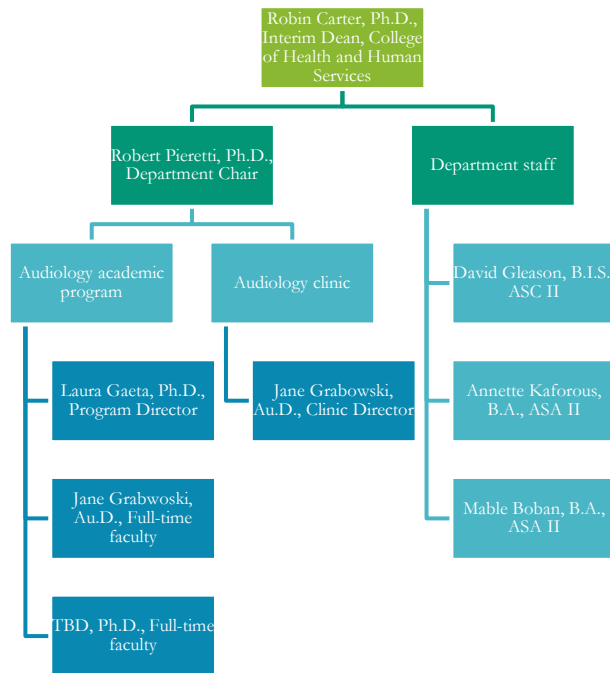 Robin Carter, Ph.D.,
Interim Dean, College
of Health and Human
Services
Robert Pieretti, Ph.D.,
Department Chair
Department staff
Audiology academic
program
Audiology clinic
David Gleason, B.I.S.
ASC II
Laura Gaeta, Ph.D.,
Program Director
Jane Grabowski,
Au.D., Clinic Director
Annette Kaforous,
B.A., ASA II
Jane Grabwoski,
Au.D., Full-time
faculty
Mable Boban, B.A.,
ASA II
TBD, Ph.D., Full-time
faculty